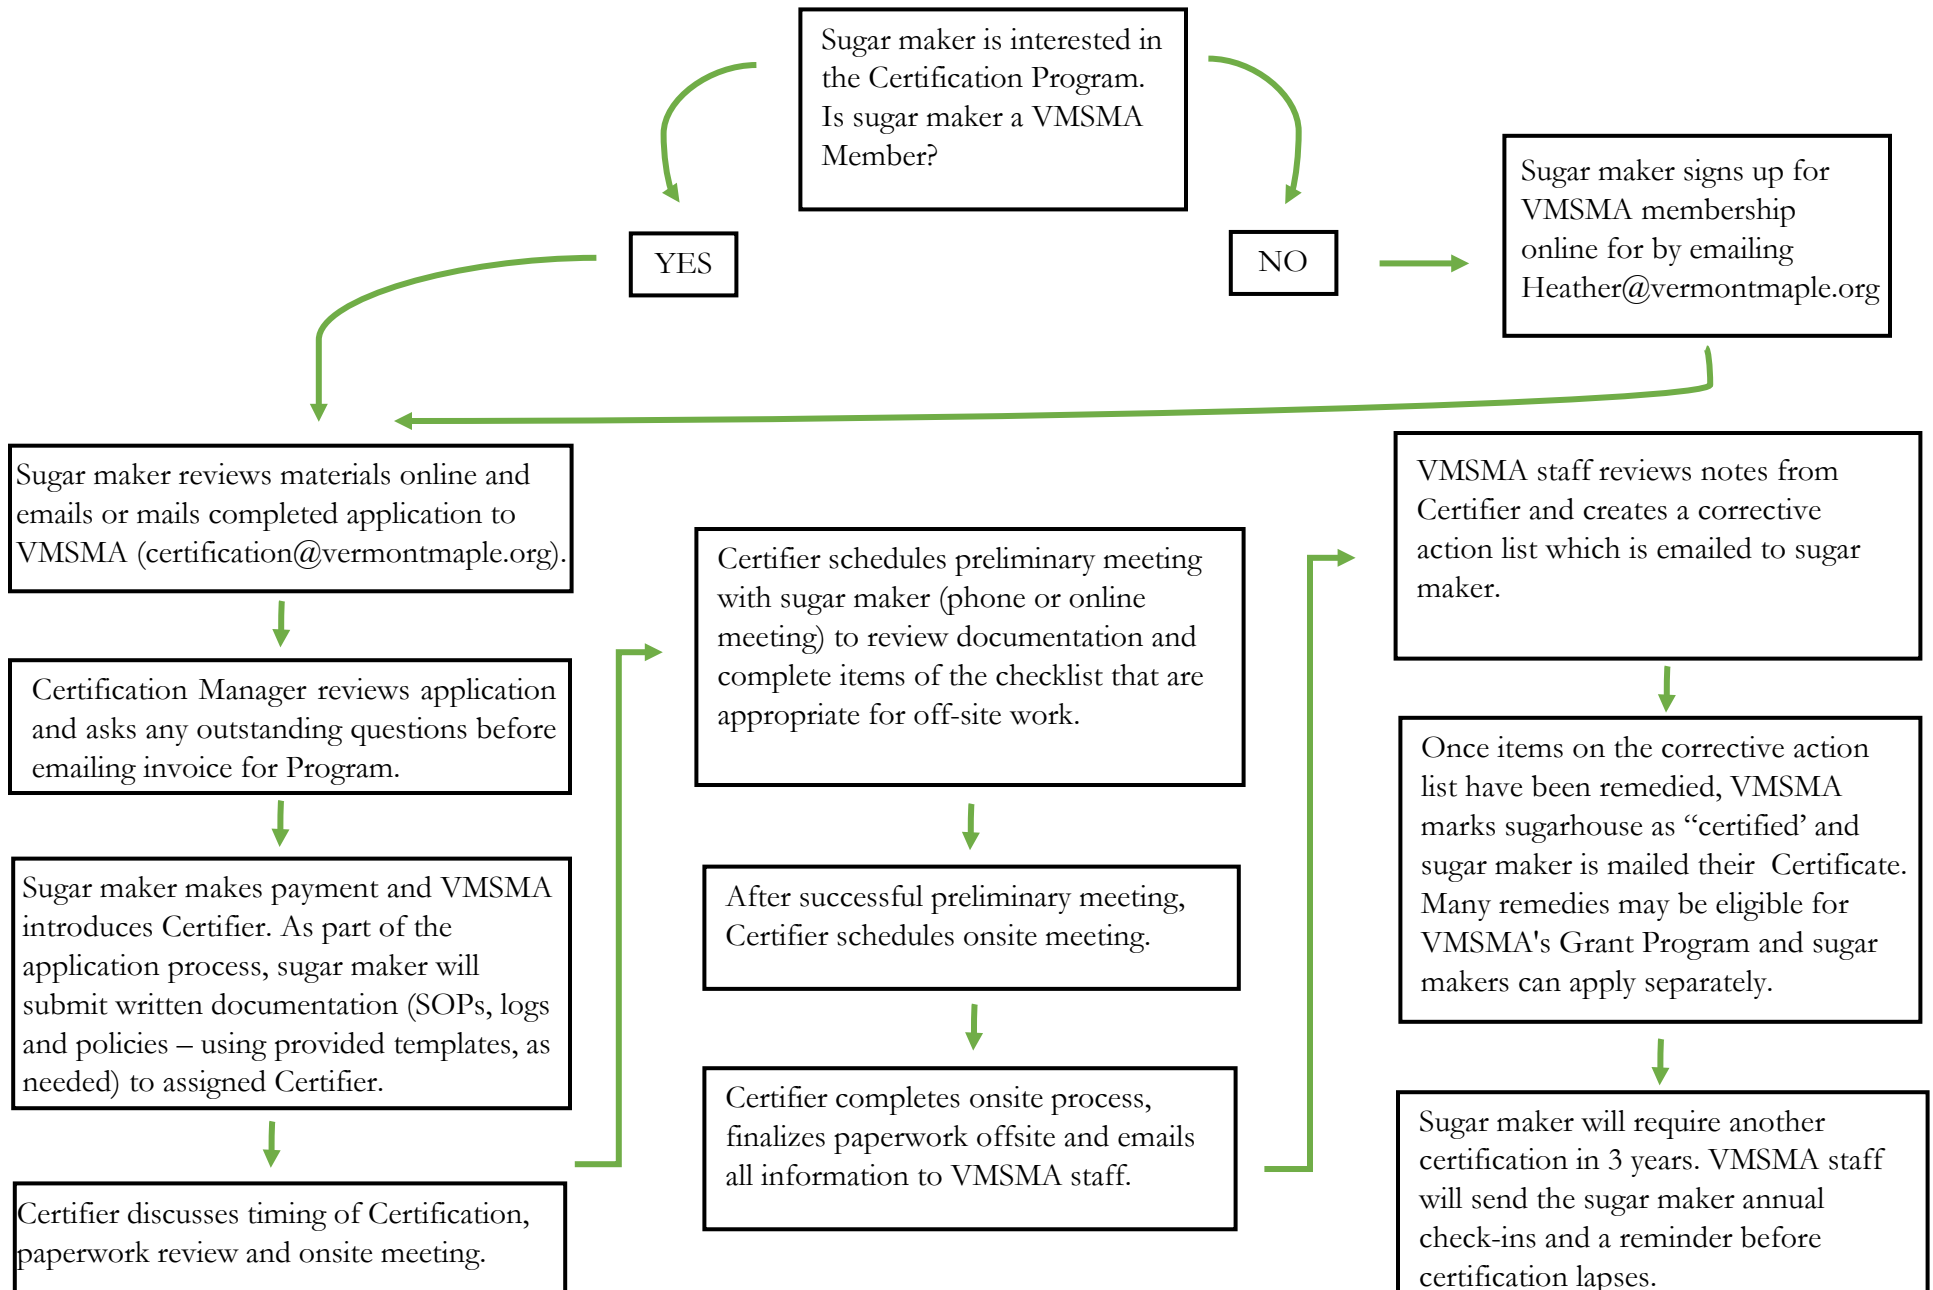 Sugar maker is interested in
the Certification Program.
Is sugar maker a VMSMA
Member?
YES
NO
Sugar maker signs up for
VMSMA membership
online for by emailing
Heather@vermontmaple.org
Sugar maker reviews materials online and
emails or mails completed application to
VMSMA (certification@vermontmaple.org).
Certification Manager reviews application
and asks any outstanding questions before
emailing invoice for Program.
Sugar maker makes payment and VMSMA
introduces Certifier. As part of the
application process, sugar maker will
submit written documentation (SOPs, logs
and policies – using provided templates, as
needed) to assigned Certifier.
Certifier discusses timing of Certification,
paperwork review and onsite meeting.
Certifier schedules preliminary meeting
with sugar maker (phone or online
meeting) to review documentation and
complete items of the checklist that are
appropriate for off-site work.
After successful preliminary meeting,
Certifier schedules onsite meeting.
Certifier completes onsite process,
finalizes paperwork offsite and emails
all information to VMSMA staff.
VMSMA staff reviews notes from
Certifier and creates a corrective
action list which is emailed to sugar
maker.
Once items on the corrective action
list have been remedied, VMSMA
marks sugarhouse as “certified’ and
sugar maker is mailed their Certificate.
Many remedies may be eligible for
VMSMA's Grant Program and sugar
makers can apply separately.
Sugar maker will require another
certification in 3 years. VMSMA staff
will send the sugar maker annual
check-ins and a reminder before
certification lapses.